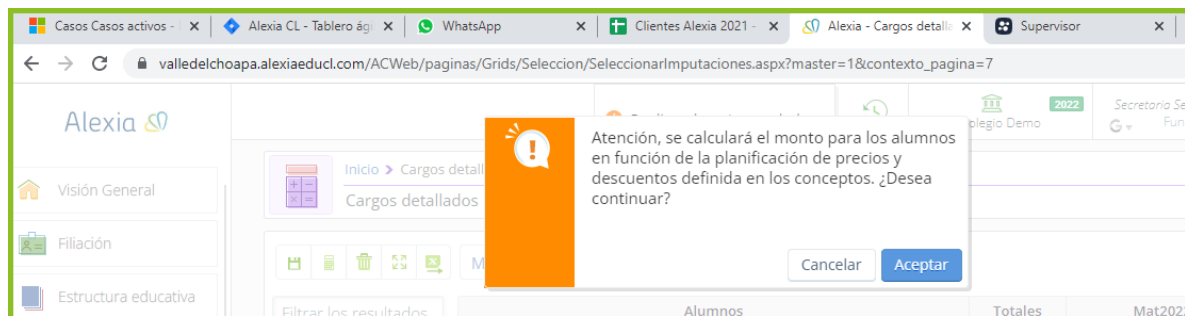 Casos Casos activos -
Alexia CL - Tablero ági
WhatsApp
Clientes Alexia 2021 -
Alexia - Cargos detalla
Supervisor
valledelchoapa.alexiaeducl.com/ACWeb/paginas/Grids/Seleccion/SeleccionarImputaciones.aspx?master=1&contexto_pagina=7
Alexia
2022
Colegio Demo
Secretaria Se
G
Fun
Atención, se calculará el monto para los alumnos
en función de la planificación de precios y
descuentos definida en los conceptos. ¿Desea
continuar?
Cancelar
Aceptar
Inicio > Cargos detall
Cargos detallados
Visión General
Filiación
Estructura educativa
M
Filtrar los resultados
Alumnos
Totales
Mat2022